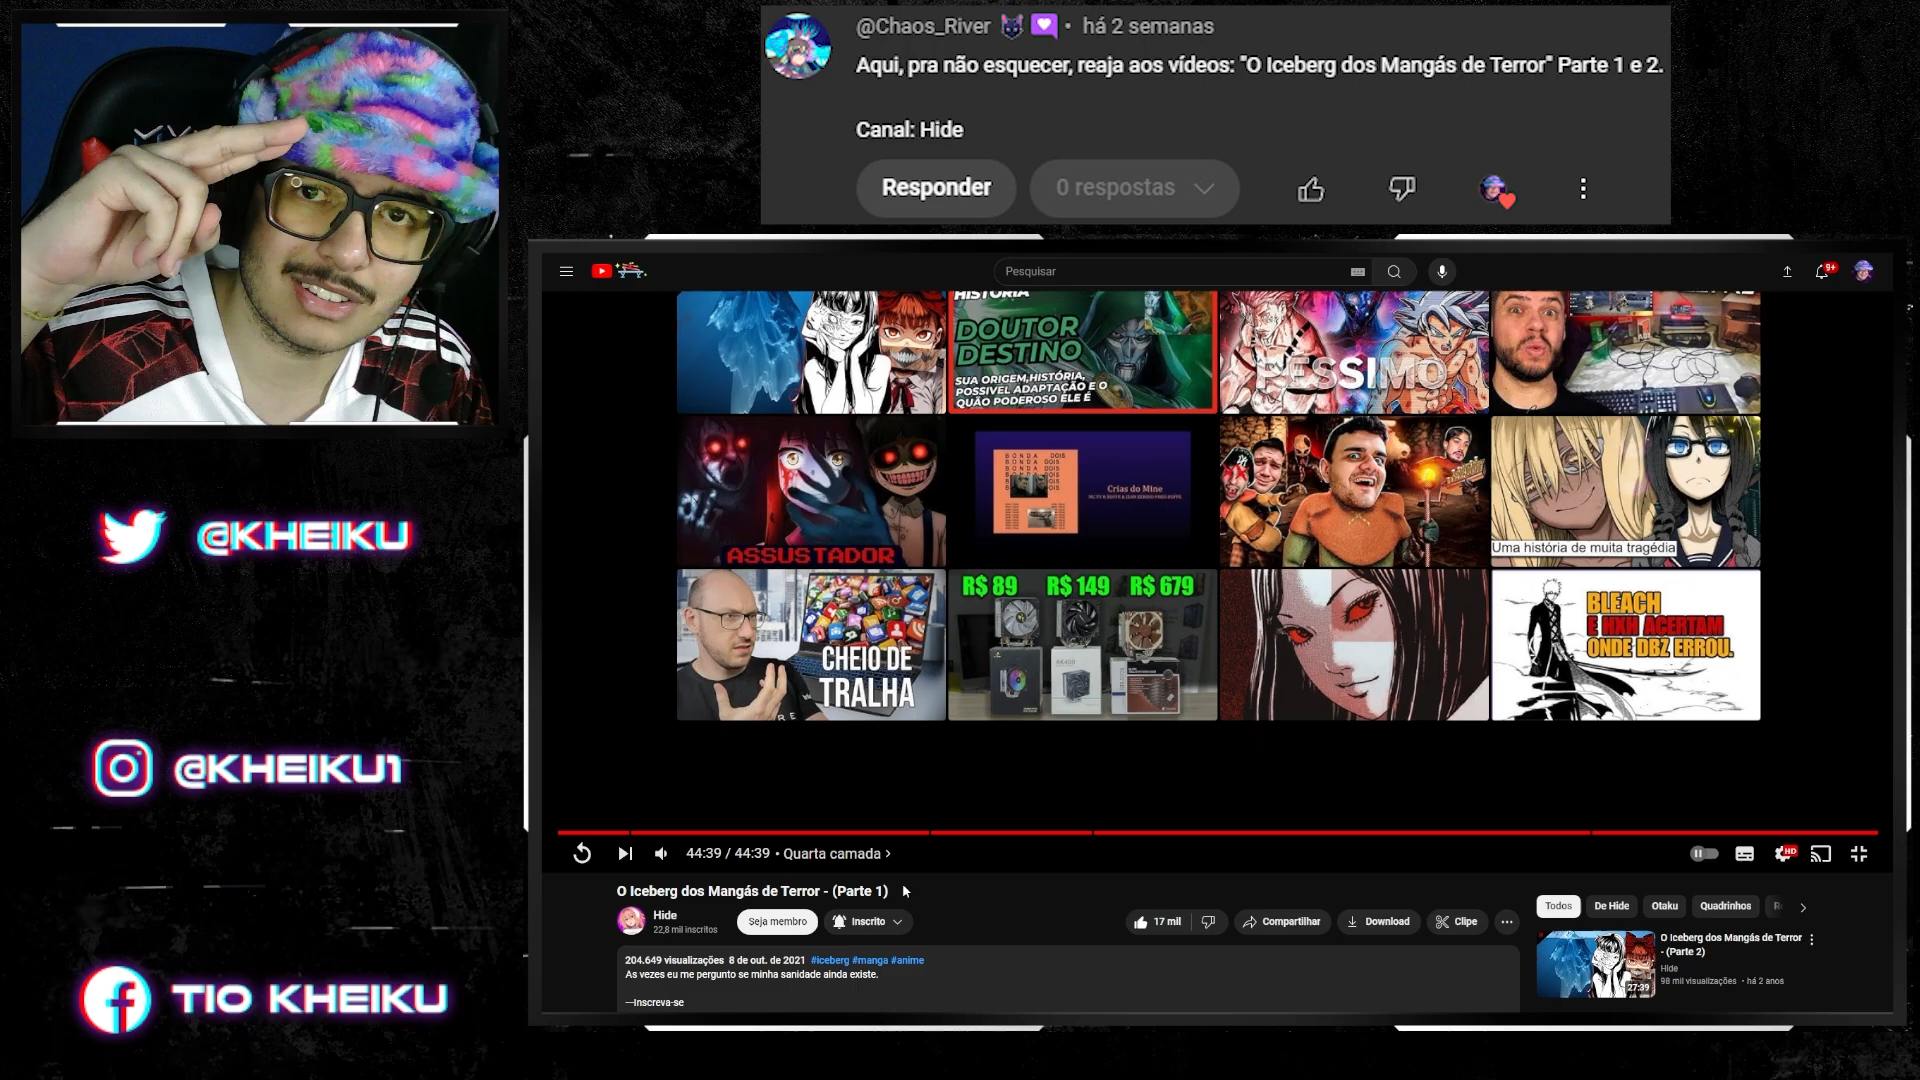 @Chaos_River • há 2 semanas
Aqui, pra não esquecer, reaja aos vídeos: "O Iceberg dos Mangás de Terror" Parte 1 e 2.
Canal: Hide
Responder
0 respostas
Pesquisar
9+
HISTÓRIA
DOUTOR
DESTINO
SUA ORIGEM,HISTÓRIA,
POSSIVEL ADAPTAÇÃO E O
QUÃO PODEROSO ELE É
PESSIMO
ASSUSTADOR
Crias do Mine
Uma história de muita tragédia
CHEIO DE
TRALHA
R$ 89 R$ 149 R$ 679
BLEACH
E HXH ACERTAM
ONDE DBZ ERROU.
@KHEIKU
@KHEIKU1
TIO KHEIKU
44:39 / 44:39 • Quarta camada ›
HD
O Iceberg dos Mangás de Terror - (Parte 1)
Hide
22,8 mil inscritos
Seja membro
Inscrito
17 mil
Compartilhar
Download
Clipe
204.649 visualizações 8 de out. de 2021 #iceberg #manga #anime
As vezes eu me pergunto se minha sanidade ainda existe.
—Inscreva-se
Todos
De Hide
Otaku
Quadrinhos
O Iceberg dos Mangás de Terror
- (Parte 2)
Hide
98 mil visualizações • há 2 anos
27:39